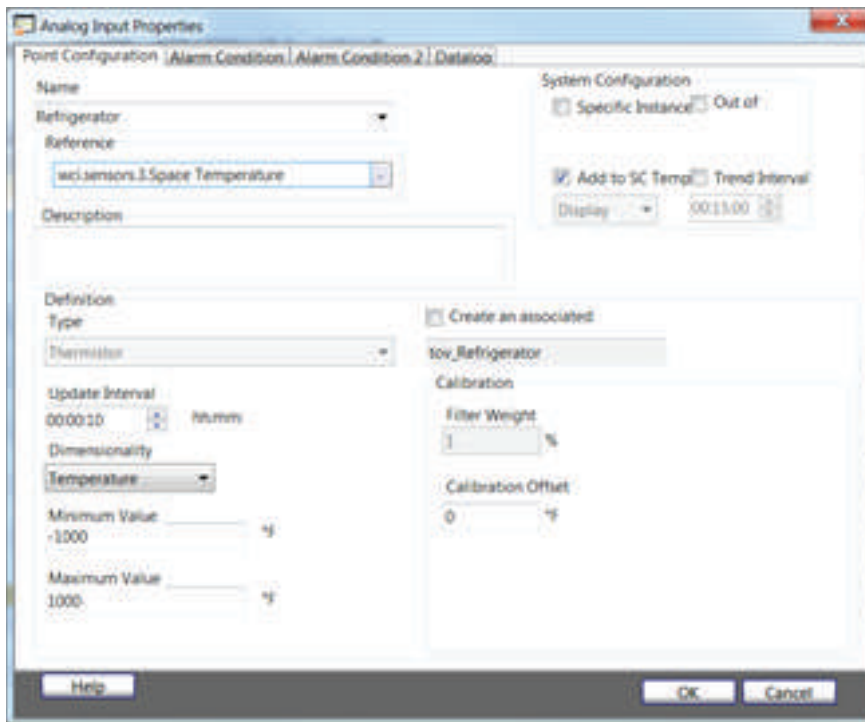 Analog Input Properties
Point Configuration Alarm Condition Alarm Condition 2 Datalog
Name
Refrigerator
Reference
wci.sensors.3.Space Temperature
Description
System Configuration
Specific Instance Out of
Add to SC Temp Trend Interval
Display 00:15:00
Definition
Type
Thermistor
Update Interval
00:00:10 hh:mm:
Dimensionality
Temperature
Minimum Value
-1000 °F
Maximum Value
1000 °F
Create an associated
tov_Refrigerator
Calibration
Filter Weight
1 %
Calibration Offset
0 °F
Help OK Cancel